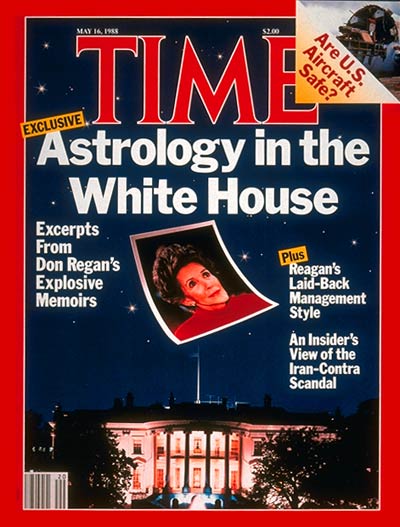 MAY 16, 1988
$2.00
TIME
Are U.S.
Aircraft
Safe?
EXCLUSIVE
Astrology in the
White House
Excerpts
From
Don Regan's
Explosive
Memoirs
Plus
Reagan's
Laid-Back
Management
Style
An Insider's
View of the
Iran-Contra
Scandal
20